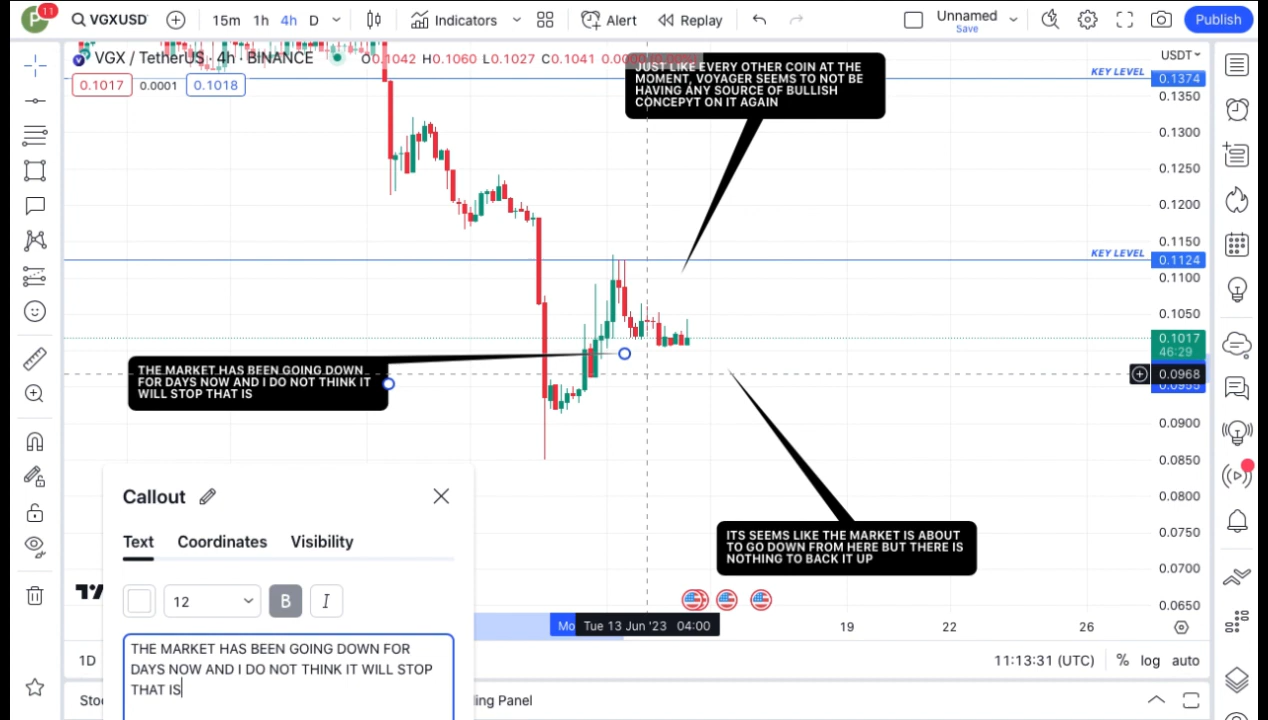 P 11 VGXUSD 15m 1h 4h D Indicators Alert Replay Unnamed Save Publish
VGX / TetherUS · 4h · BINANCE O0.1042 H0.1060 L0.1027 C0.1041
USDT
0.1017 0.0001 0.1018
JUST LIKE EVERY OTHER COIN AT THE
MOMENT, VOYAGER SEEMS TO NOT BE
HAVING ANY SOURCE OF BULLISH
CONCEPYT ON IT AGAIN
KEY LEVEL 0.1374
0.1350
0.1300
0.1250
0.1200
0.1150
KEY LEVEL 0.1124
0.1100
0.1050
0.1017
46:29
0.0968
0.0955
0.0900
0.0850
0.0800
0.0750
0.0700
0.0650
THE MARKET HAS BEEN GOING DOWN
FOR DAYS NOW AND I DO NOT THINK IT
WILL STOP THAT IS
ITS SEEMS LIKE THE MARKET IS ABOUT
TO GO DOWN FROM HERE BUT THERE IS
NOTHING TO BACK IT UP
Callout
Text Coordinates Visibility
12 B I
THE MARKET HAS BEEN GOING DOWN FOR
DAYS NOW AND I DO NOT THINK IT WILL STOP
THAT IS
Mo Tue 13 Jun '23 04:00 19 22 26
1D 11:13:31 (UTC) % log auto
Sto ing Panel